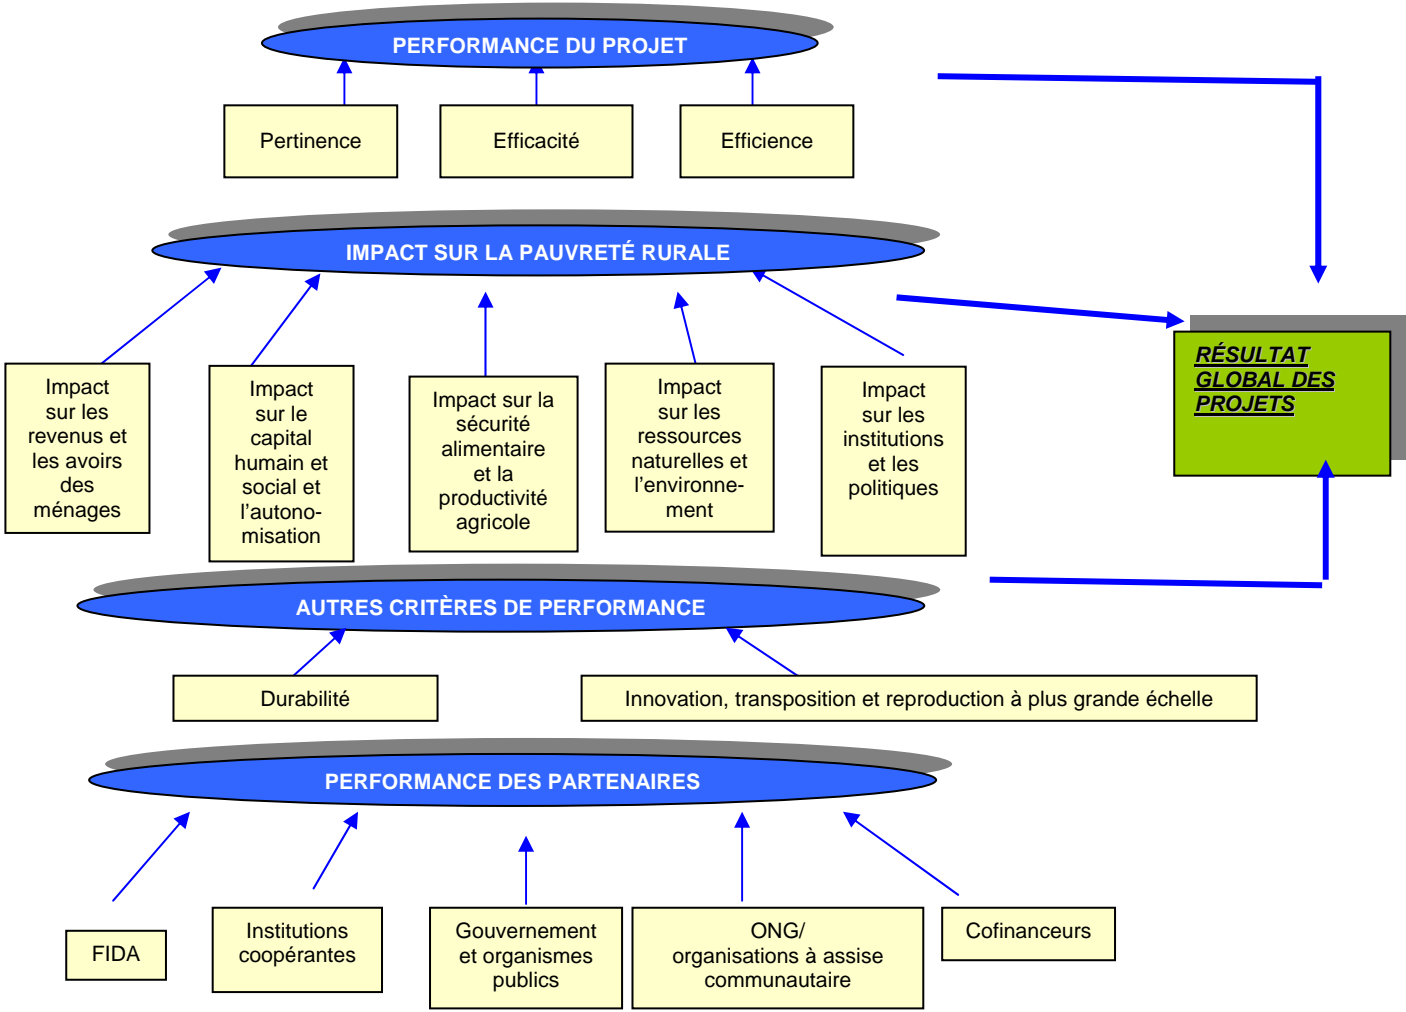 PERFORMANCE DU PROJET
Pertinence
Efficacité
Efficience
IMPACT SUR LA PAUVRETÉ RURALE
RÉSULTAT
GLOBAL DES
PROJETS
Impact
sur les
revenus et
les avoirs
des
ménages
Impact
sur le
capital
humain et
social et
l'autono-
misation
Impact sur la
sécurité
alimentaire
et la
productivité
agricole
Impact
sur les
ressources
naturelles et
l'environne-
ment
Impact
sur les
institutions
et les
politiques
AUTRES CRITÈRES DE PERFORMANCE
Durabilité
Innovation, transposition et reproduction à plus grande échelle
PERFORMANCE DES PARTENAIRES
FIDA
Institutions
coopérantes
Gouvernement
et organismes
publics
ONG/
organisations à assise
communautaire
Cofinanceurs